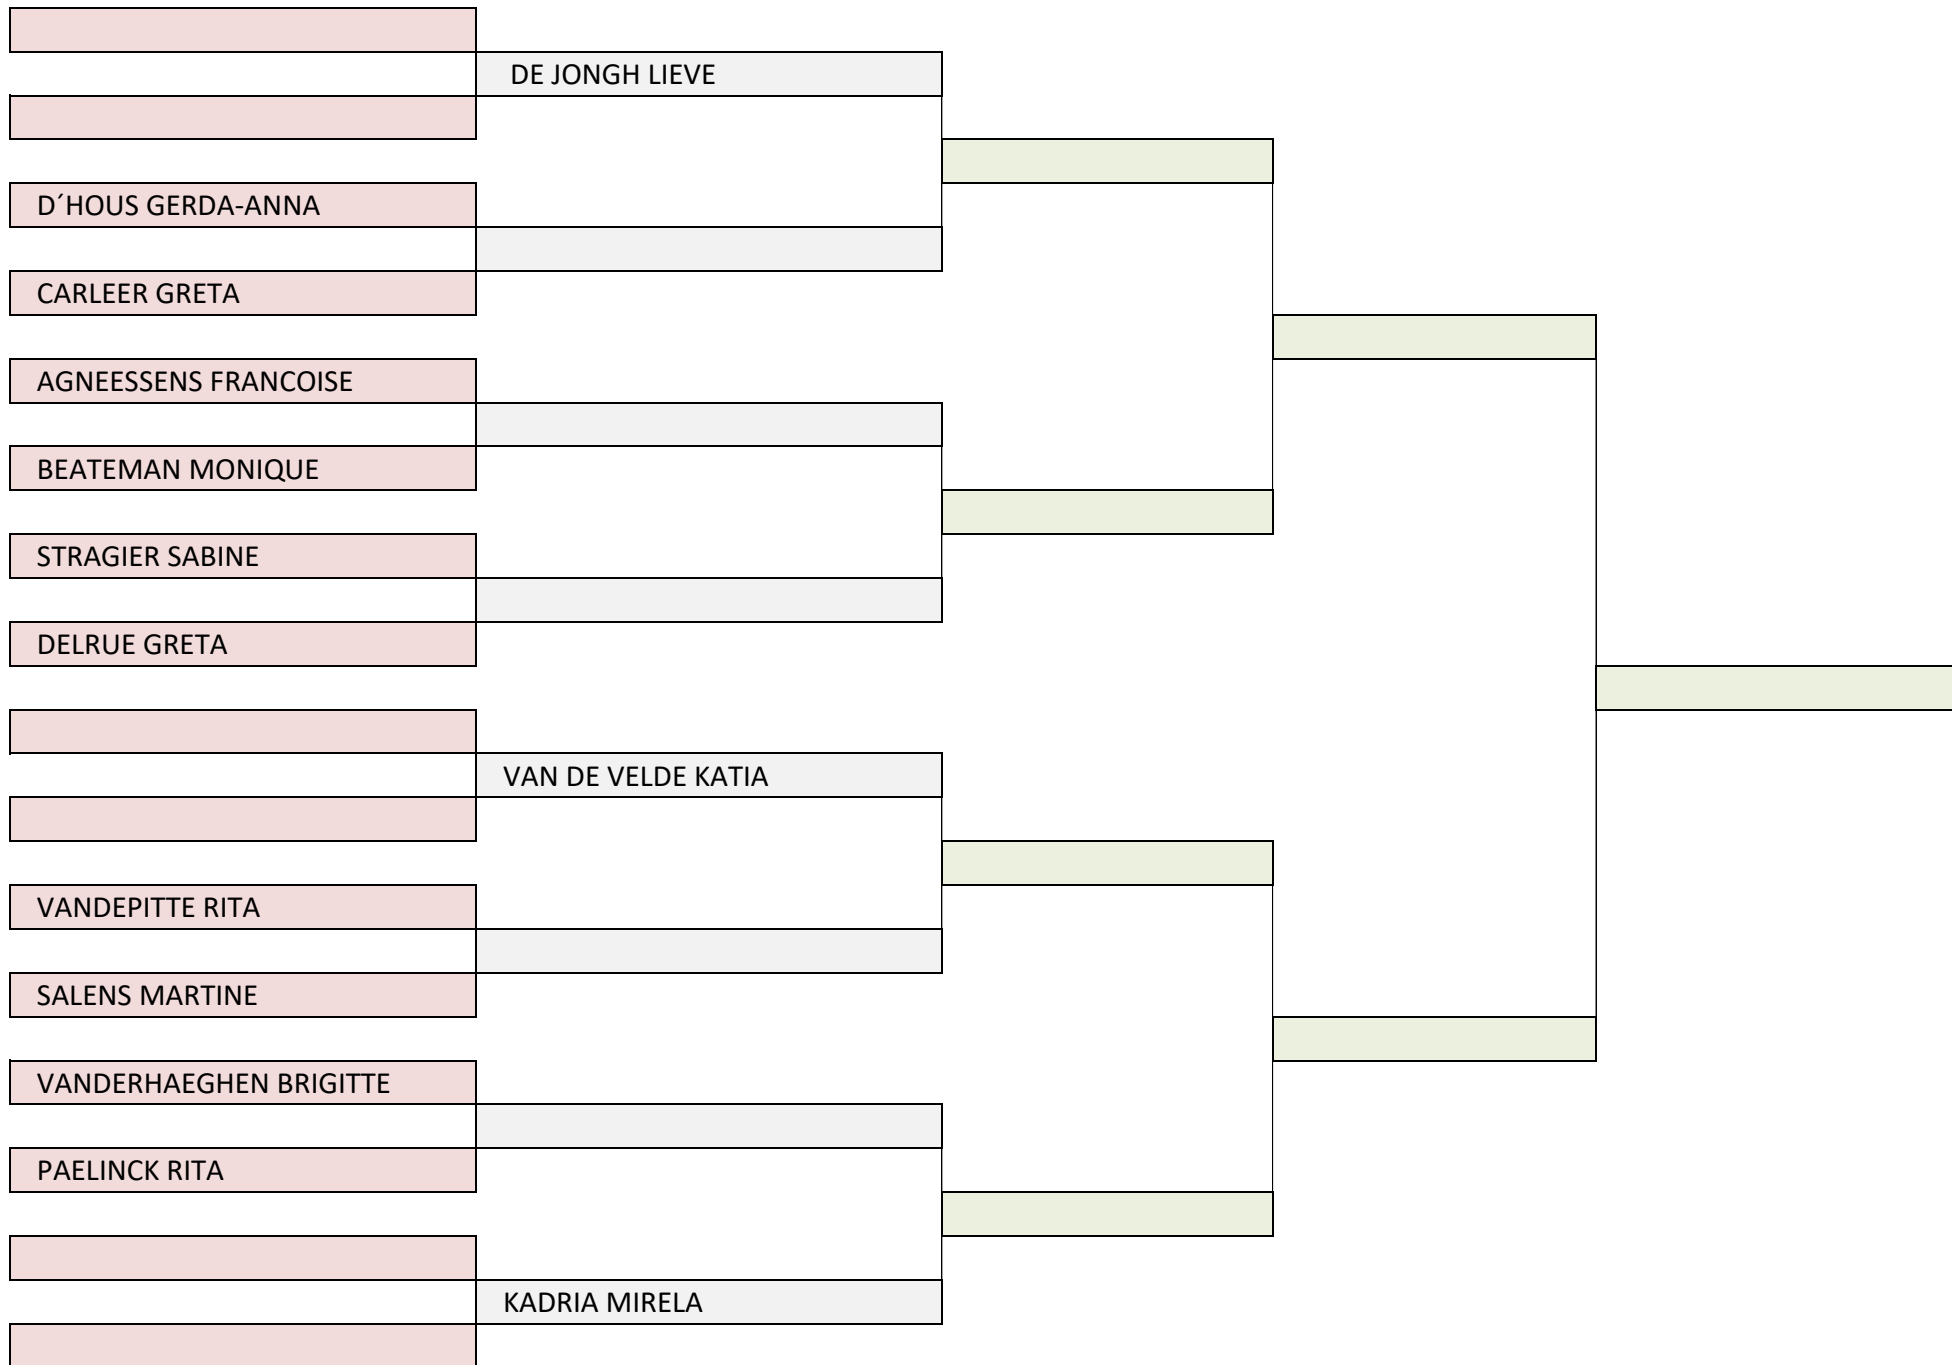 DE JONGH LIEVE
D´HOUS GERDA-ANNA
CARLEER GRETA
AGNEESSENS FRANCOISE
BEATEMAN MONIQUE
STRAGIER SABINE
DELRUE GRETA
VAN DE VELDE KATIA
VANDEPITTE RITA
SALENS MARTINE
VANDERHAEGHEN BRIGITTE
PAELINCK RITA
KADRIA MIRELA